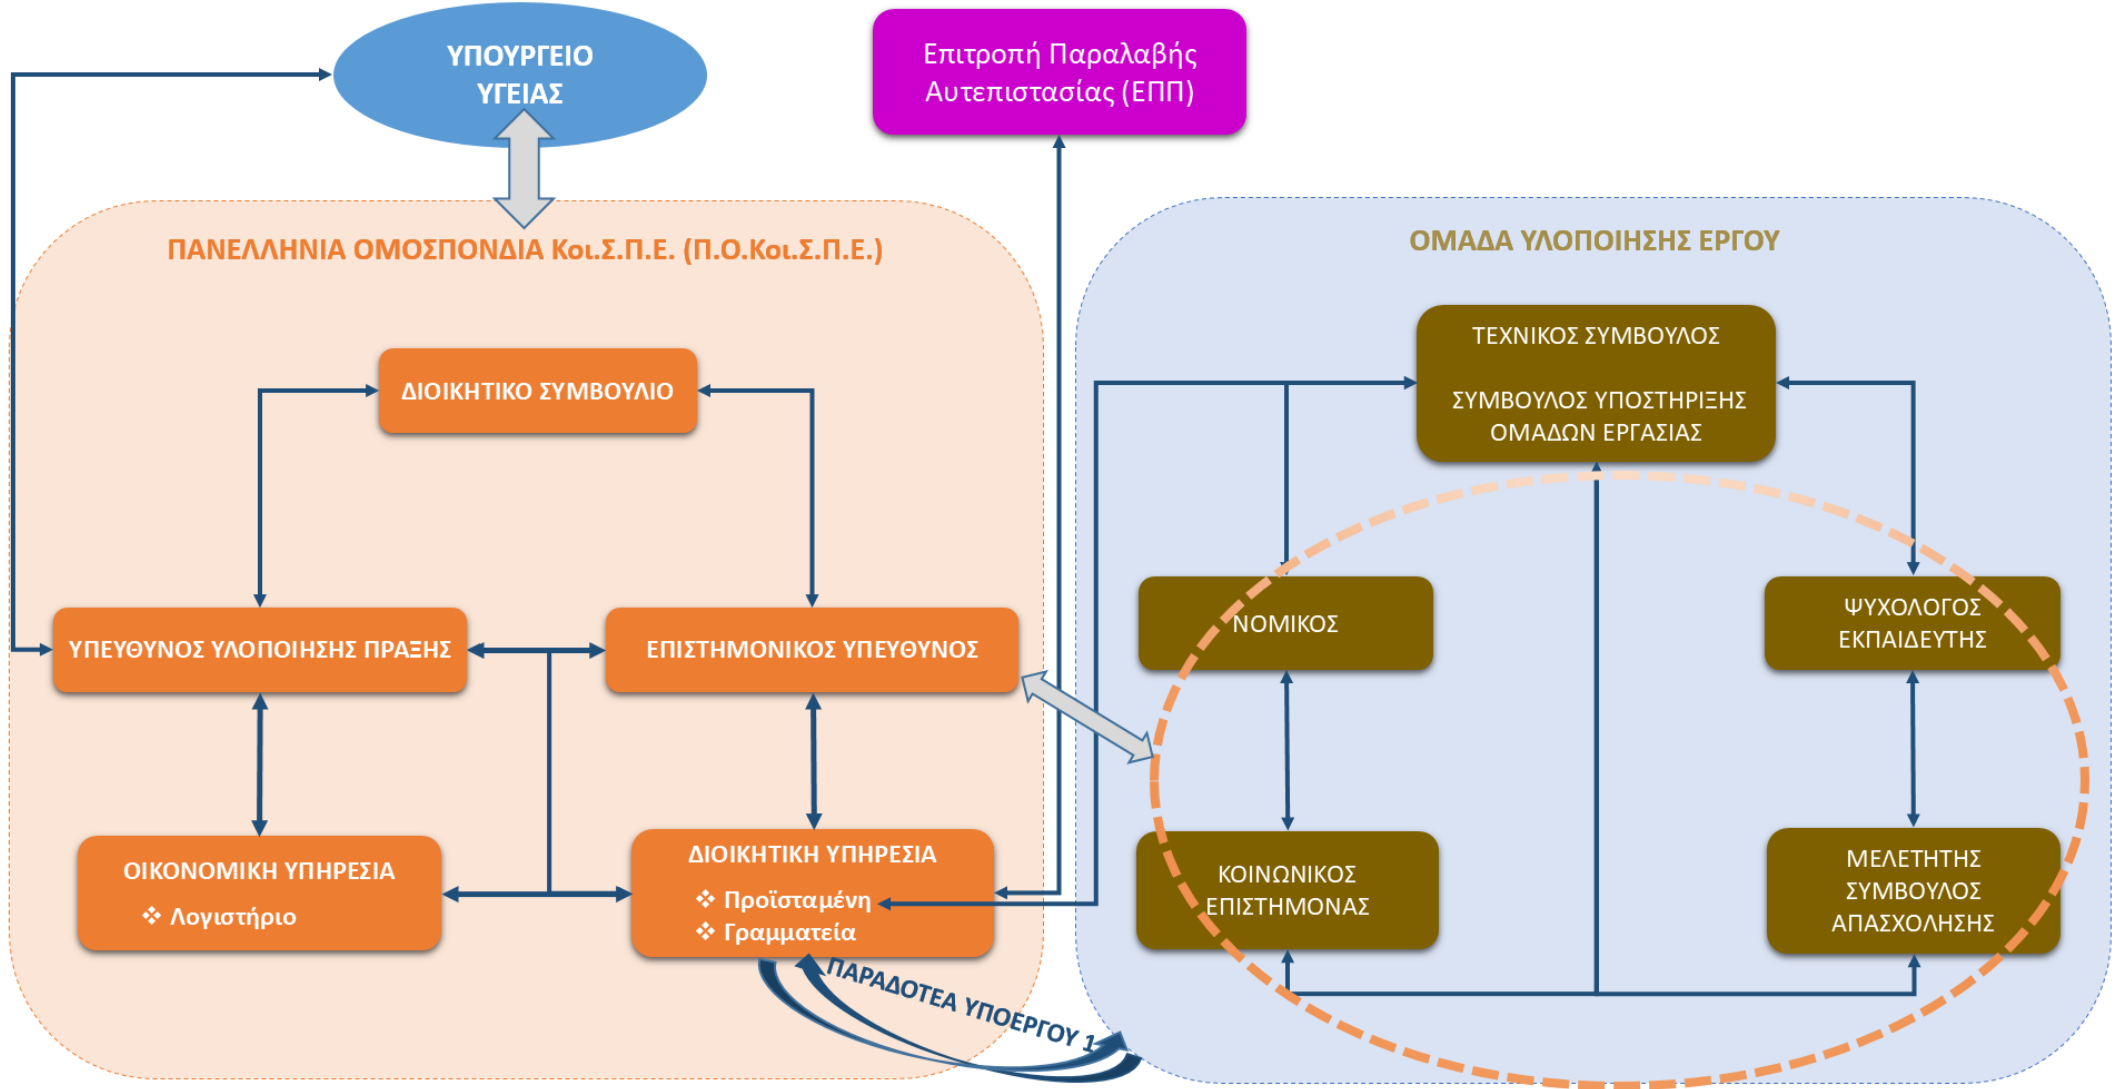 ΥΠΟΥΡΓΕΙΟ
ΥΓΕΙΑΣ
Επιτροπή Παραλαβής
Αυτεπιστασίας (ΕΠΠ)
ΠΑΝΕΛΛΗΝΙΑ ΟΜΟΣΠΟΝΔΙΑ Κοι.Σ.Π.Ε. (Π.Ο.Κοι.Σ.Π.Ε.)
ΔΙΟΙΚΗΤΙΚΟ ΣΥΜΒΟΥΛΙΟ
ΥΠΕΥΘΥΝΟΣ ΥΛΟΠΟΙΗΣΗΣ ΠΡΑΞΗΣ
ΕΠΙΣΤΗΜΟΝΙΚΟΣ ΥΠΕΥΘΥΝΟΣ
ΟΙΚΟΝΟΜΙΚΗ ΥΠΗΡΕΣΙΑ
❖ Λογιστήριο
ΔΙΟΙΚΗΤΙΚΗ ΥΠΗΡΕΣΙΑ
❖ Προϊσταμένη
❖ Γραμματεία
ΠΑΡΑΔΟΤΕΑ ΥΠΟΕΡΓΟΥ 1
ΟΜΑΔΑ ΥΛΟΠΟΙΗΣΗΣ ΕΡΓΟΥ
ΤΕΧΝΙΚΟΣ ΣΥΜΒΟΥΛΟΣ
ΣΥΜΒΟΥΛΟΣ ΥΠΟΣΤΗΡΙΞΗΣ
ΟΜΑΔΩΝ ΕΡΓΑΣΙΑΣ
ΝΟΜΙΚΟΣ
ΨΥΧΟΛΟΓΟΣ
ΕΚΠΑΙΔΕΥΤΗΣ
ΚΟΙΝΩΝΙΚΟΣ
ΕΠΙΣΤΗΜΟΝΑΣ
ΜΕΛΕΤΗΤΗΣ
ΣΥΜΒΟΥΛΟΣ
ΑΠΑΣΧΟΛΗΣΗΣ